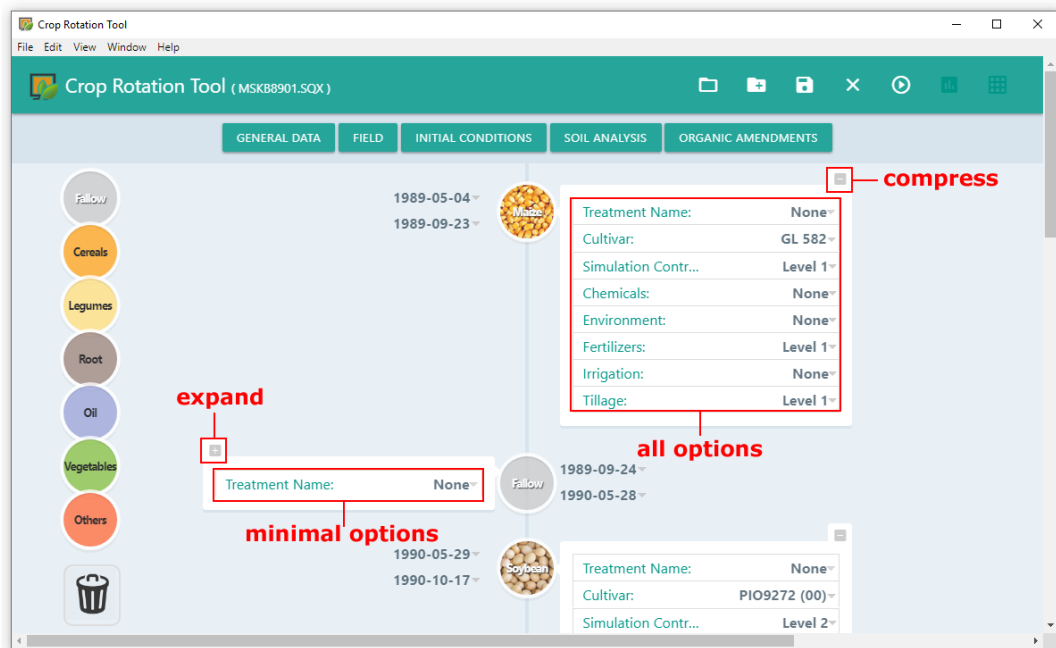 Crop Rotation Tool
File Edit View Window Help
Crop Rotation Tool ( MSKB8901.SQX )
GENERAL DATA FIELD INITIAL CONDITIONS SOIL ANALYSIS ORGANIC AMENDMENTS
compress
Fallow
Cereals
Legumes
Root
Oil
Vegetables
Others
1989-05-04
1989-09-23
Maize
Treatment Name: None
Cultivar: GL 582
Simulation Contr... Level 1
Chemicals: None
Environment: None
Fertilizers: Level 1
Irrigation: None
Tillage: Level 1
all options
expand
Treatment Name: None
minimal options
Fallow
1989-09-24
1990-05-28
1990-05-29
1990-10-17
Soybean
Treatment Name: None
Cultivar: PIO9272 (00)
Simulation Contr... Level 2